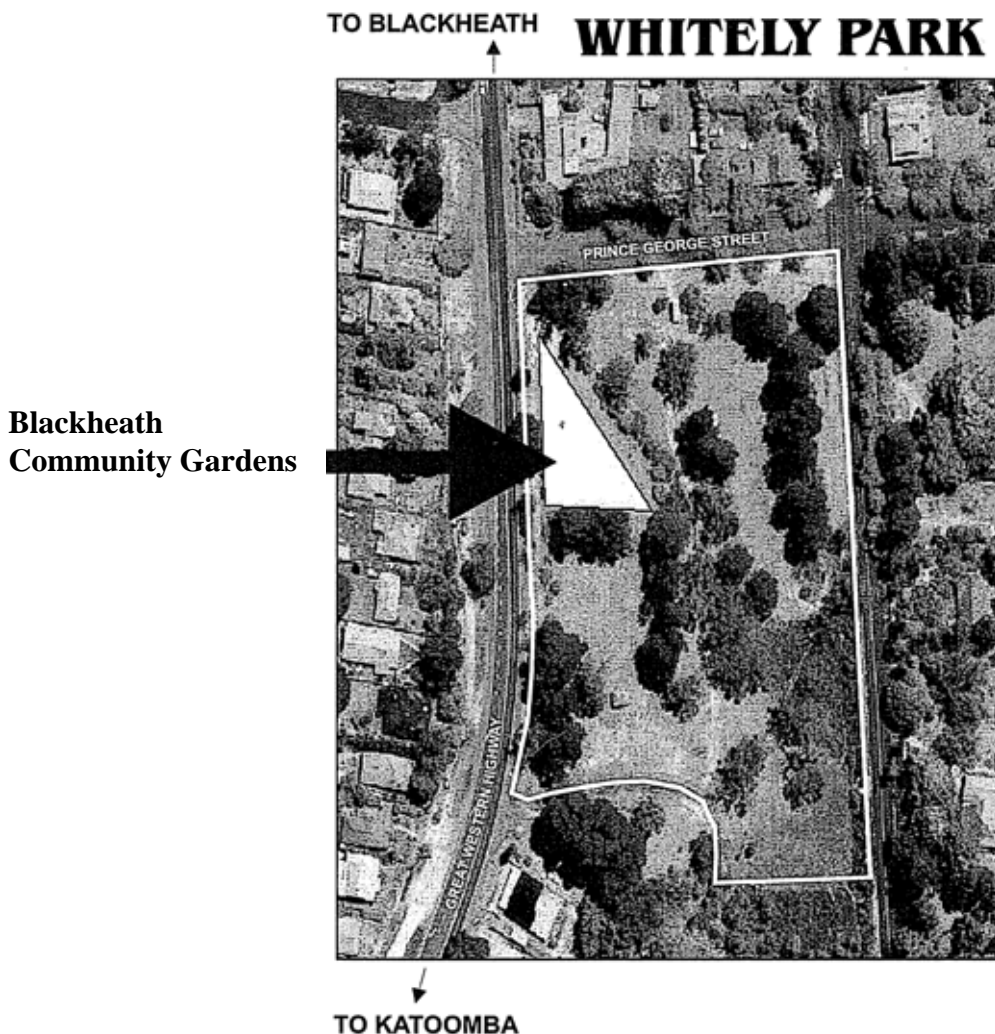 TO BLACKHEATH
WHITELY PARK
PRINCE GEORGE STREET
Blackheath
Community Gardens
GREAT WESTERN HIGHWAY
TO KATOOMBA